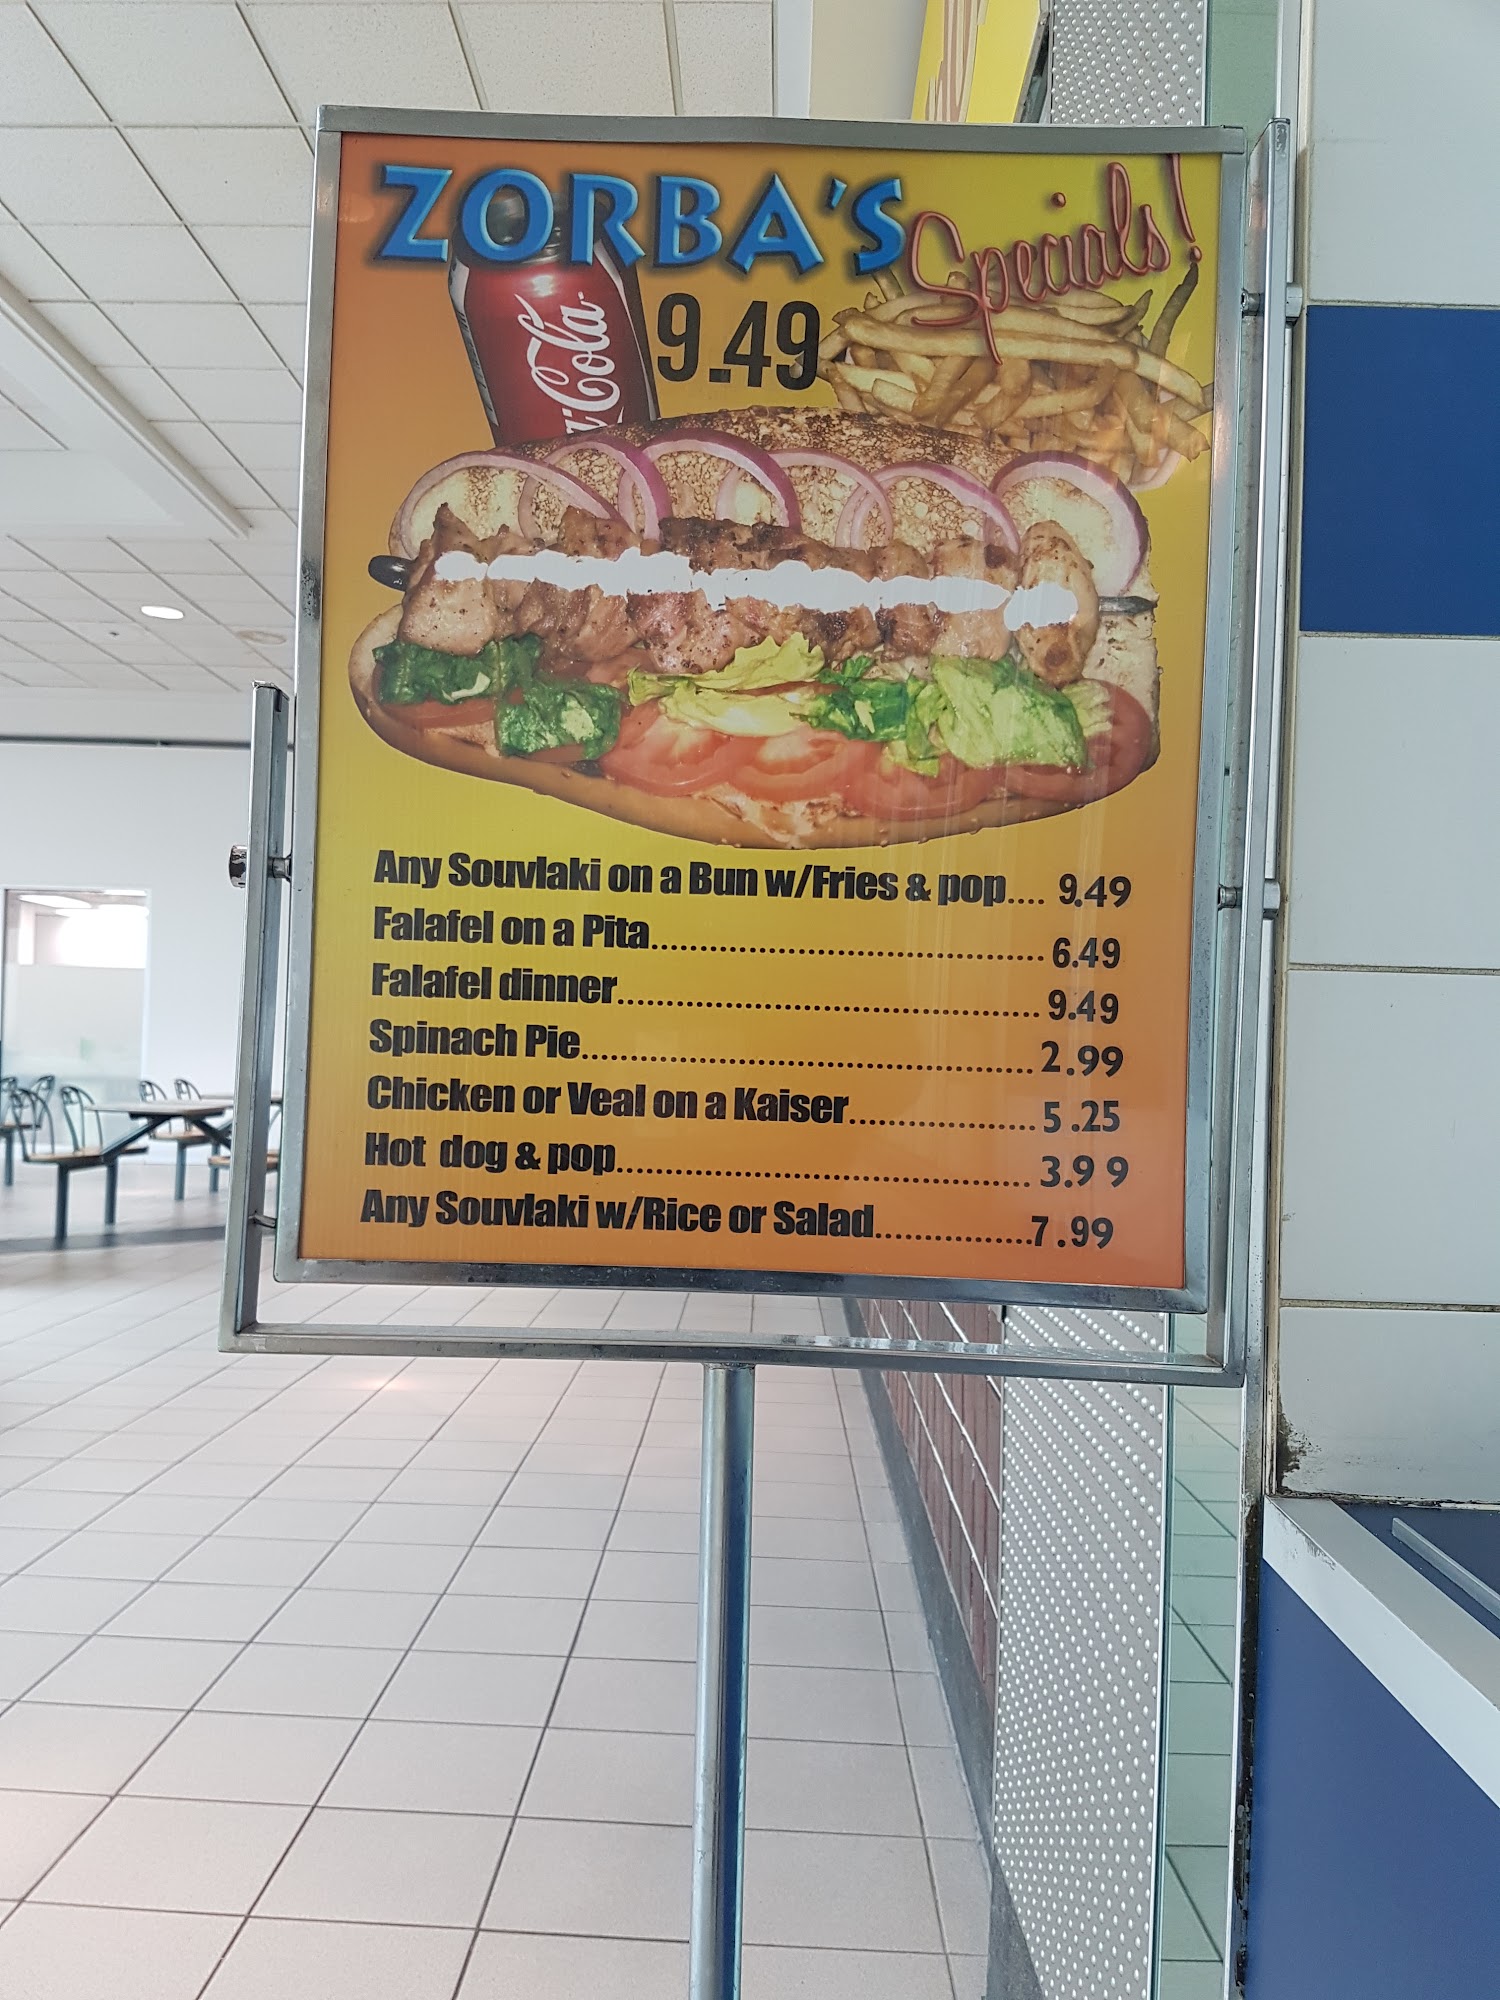 ZORBA'S Specials!
9.49
Coca-Cola
Any Souvlaki on a Bun w/Fries & pop.... 9.49
Falafel on a Pita........................................ 6.49
Falafel dinner........................................... 9.49
Spinach Pie.............................................. 2.99
Chicken or Veal on a Kaiser................... 5.25
Hot dog & pop.......................................... 3.99
Any Souvlaki w/Rice or Salad................7.99